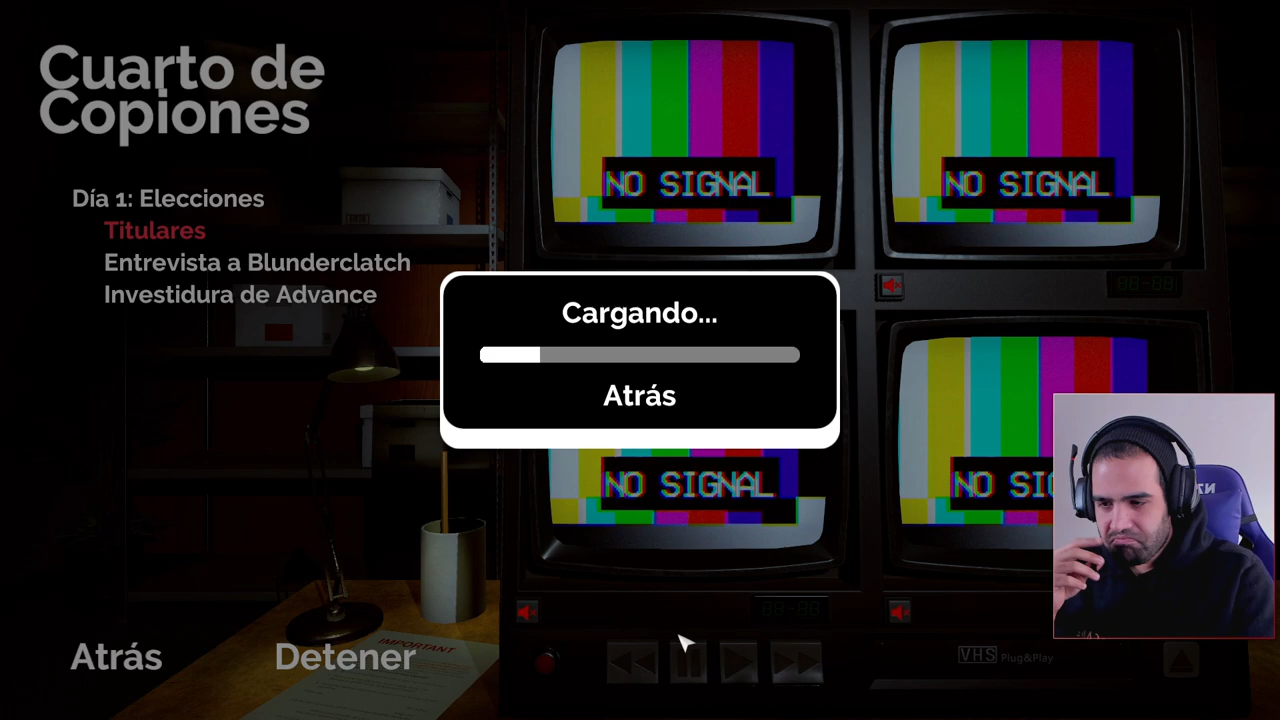 Cuarto de
Copiones
Día 1: Elecciones
Titulares
Entrevista a Blunderclatch
Investidura de Advance
NO SIGNAL
NO SIGNAL
Cargando...
Atrás
NO SIGNAL
NO SIG
Atrás
Detener
IMPORTANT
VHS Plug&Play